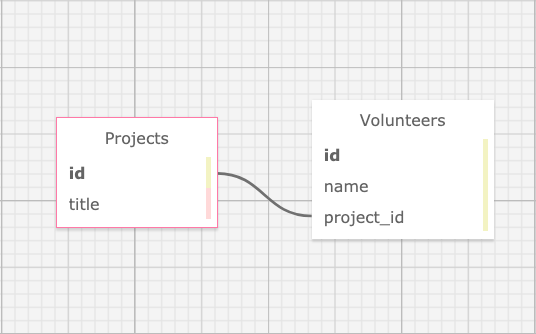 Projects
id
title
Volunteers
id
name
project_id